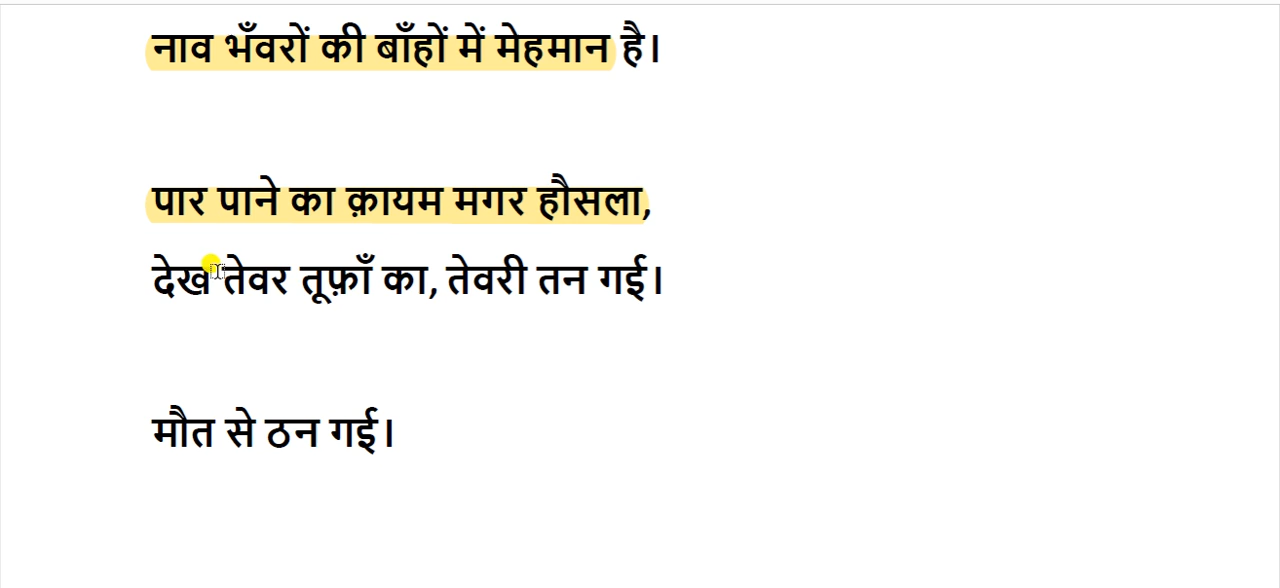 नाव भँवरों की बाँहों में मेहमान है।
पार पाने का क़ायम मगर हौसला,
देख तेवर तूफ़ाँ का, तेवरी तन गई।
मौत से ठन गई।